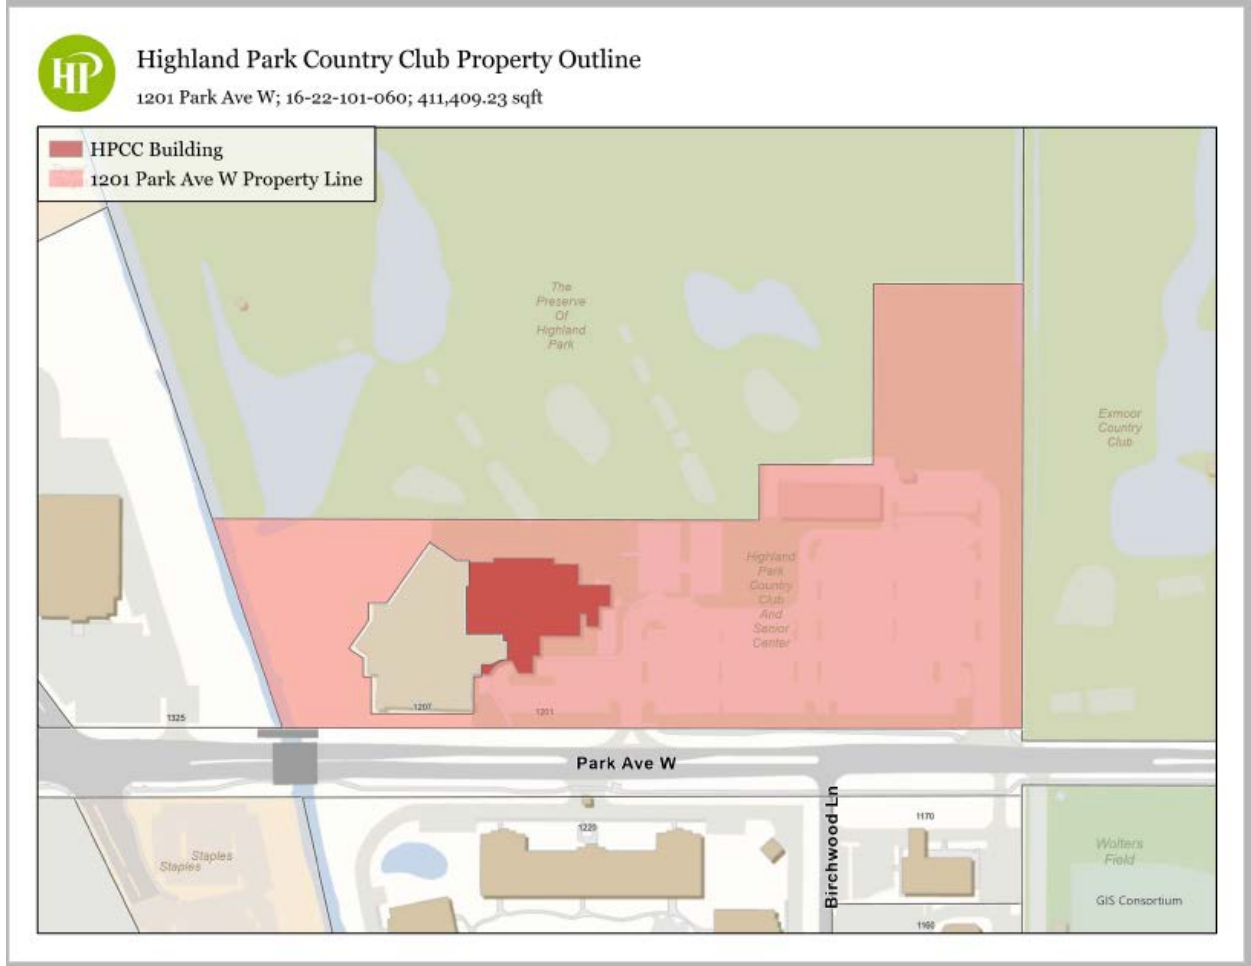 HP
Highland Park Country Club Property Outline
1201 Park Ave W; 16-22-101-060; 411,409.23 sqft
HPCC Building
1201 Park Ave W Property Line
The
Preserve
Of
Highland
Park
Exmoor
Country
Club
Highland
Park
Country
Club
And
Senior
Center
1207
1201
1325
Park Ave W
Birchwood Ln
1220
1170
Staples
Staples
Wolters
Field
GIS Consortium
1160